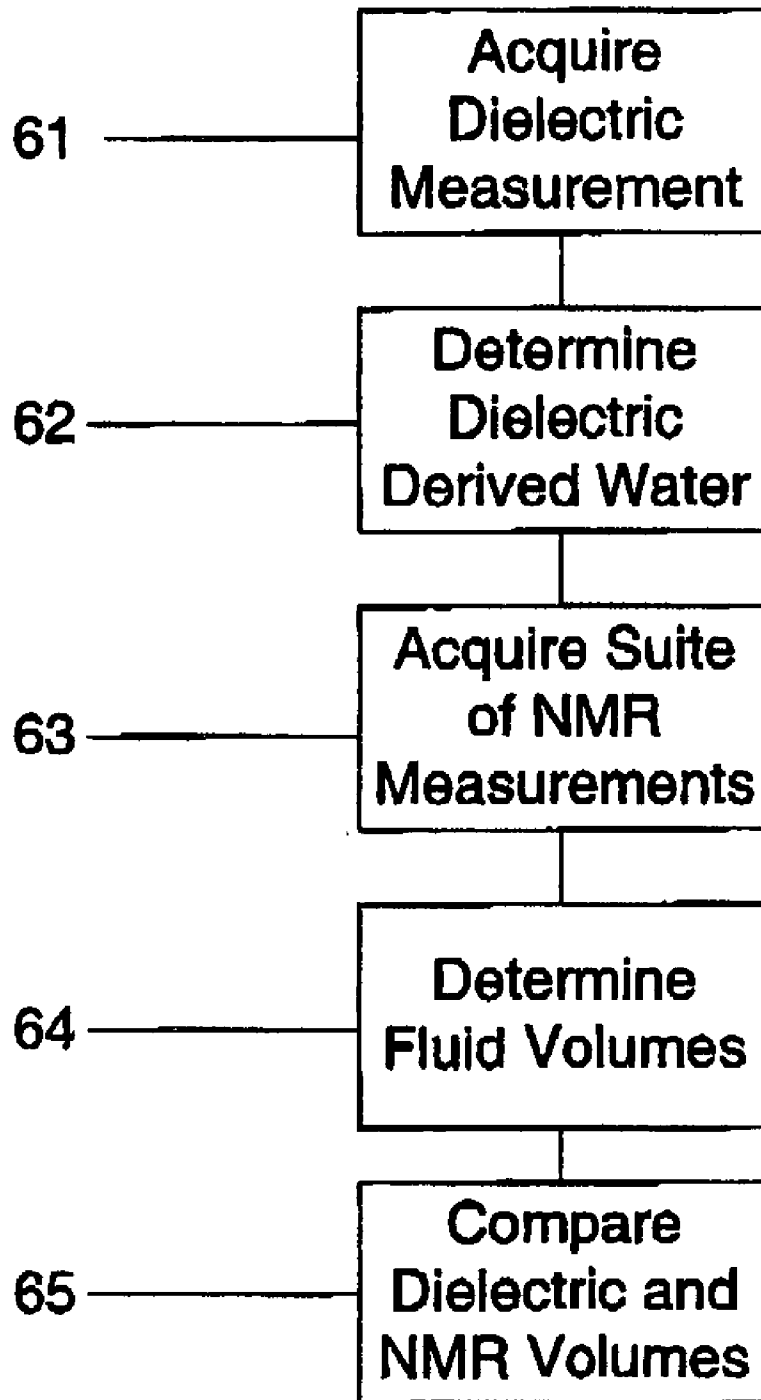 Acquire
61 Dielectric
Measurement
Determine
62 Dielectric
Derived Water
Acquire Suite
63 of NMR
Measurements
Determine
64 Fluid Volumes
Compare
65 Dielectric and
NMR Volumes